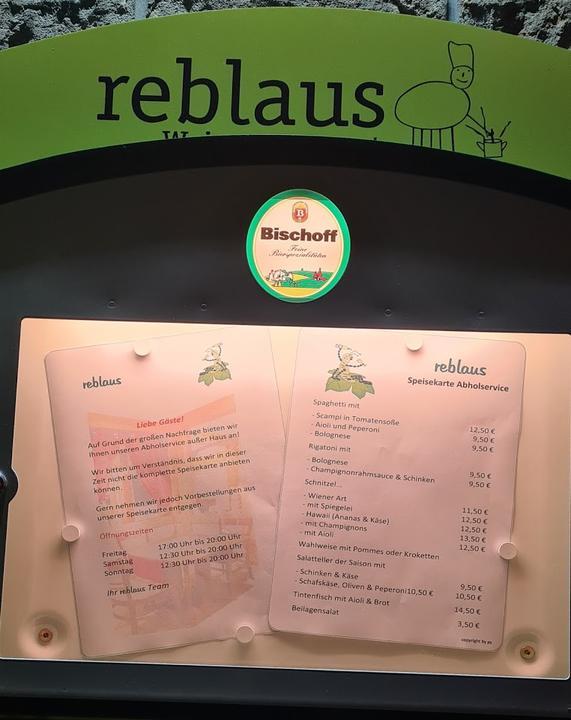 reblaus
B
Bischoff
Feine
Bierspezialitäten
reblaus
Liebe Gäste!
Auf Grund der großen Nachfrage bieten wir
Ihnen unseren Abholservice außer Haus an!
Wir bitten um Verständnis, dass wir in dieser
Zeit nicht die komplette Speisekarte anbieten
können.
Gern nehmen wir jedoch Vorbestellungen aus
unserer Speisekarte entgegen.
Öffnungszeiten
Freitag 17:00 Uhr bis 20:00 Uhr
Samstag 12:30 Uhr bis 20:00 Uhr
Sonntag 12:30 Uhr bis 20:00 Uhr
Ihr reblaus Team
reblaus
Speisekarte Abholservice
Spaghetti mit
- Scampi in Tomatensoße 12,50 €
- Aioli und Peperoni 9,50 €
- Bolognese 9,50 €
Rigatoni mit
- Bolognese 9,50 €
- Champignonrahmsauce & Schinken 9,50 €
Schnitzel...
- Wiener Art 11,50 €
- mit Spiegelei 12,50 €
- Hawaii (Ananas & Käse) 12,50 €
- mit Champignons 13,50 €
- mit Aioli 12,50 €
Wahlweise mit Pommes oder Kroketten
Salatteller der Saison mit
- Schinken & Käse 9,50 €
- Schafskäse, Oliven & Peperoni10,50 € 10,50 €
Tintenfisch mit Aioli & Brot 14,50 €
Beilagensalat 3,50 €